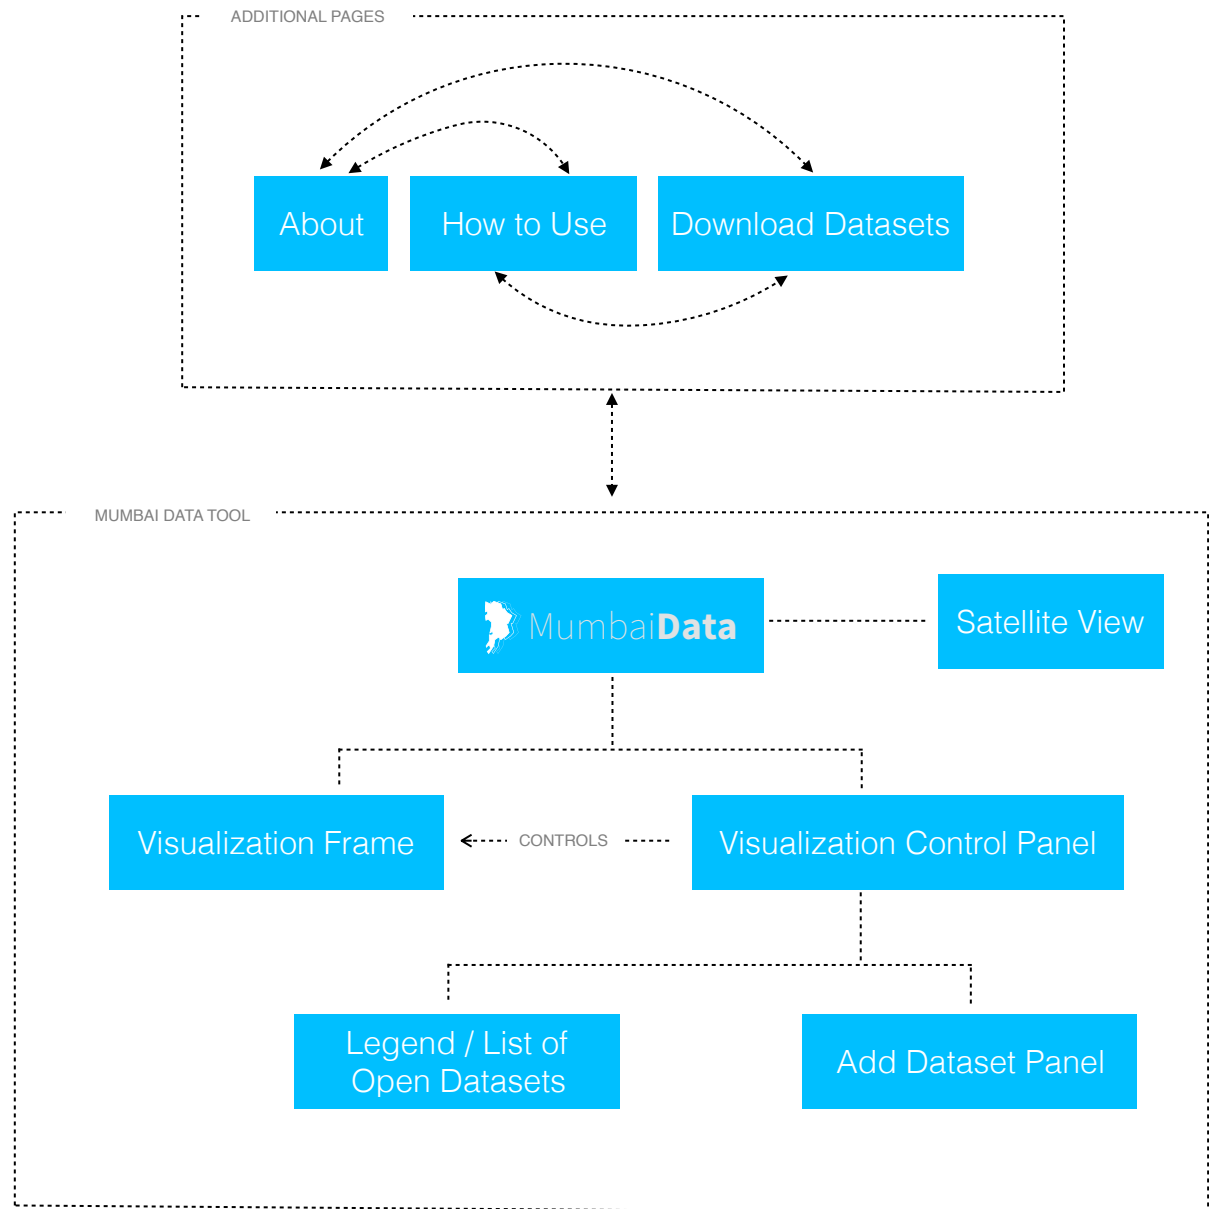 ADDITIONAL PAGES
About
How to Use
Download Datasets
MUMBAI DATA TOOL
MumbaiData
Satellite View
Visualization Frame
CONTROLS
Visualization Control Panel
Legend / List of
Open Datasets
Add Dataset Panel